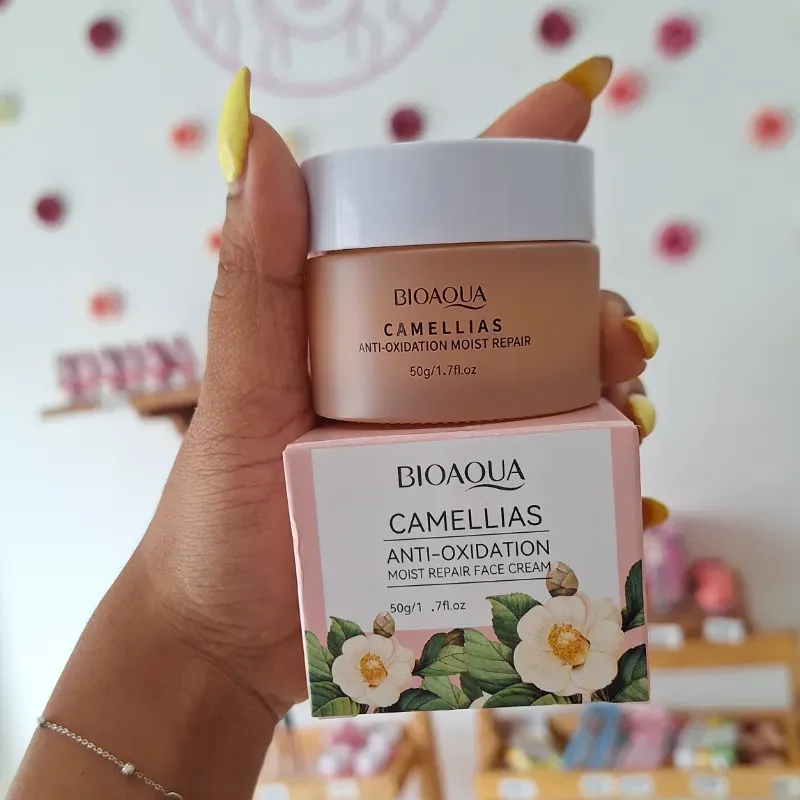 BIOAQUA
CAMELLIAS
ANTI-OXIDATION MOIST REPAIR
50g/1.7fl.oz
BIOAQUA
CAMELLIAS
ANTI-OXIDATION
MOIST REPAIR FACE CREAM
50g/1 .7fl.oz